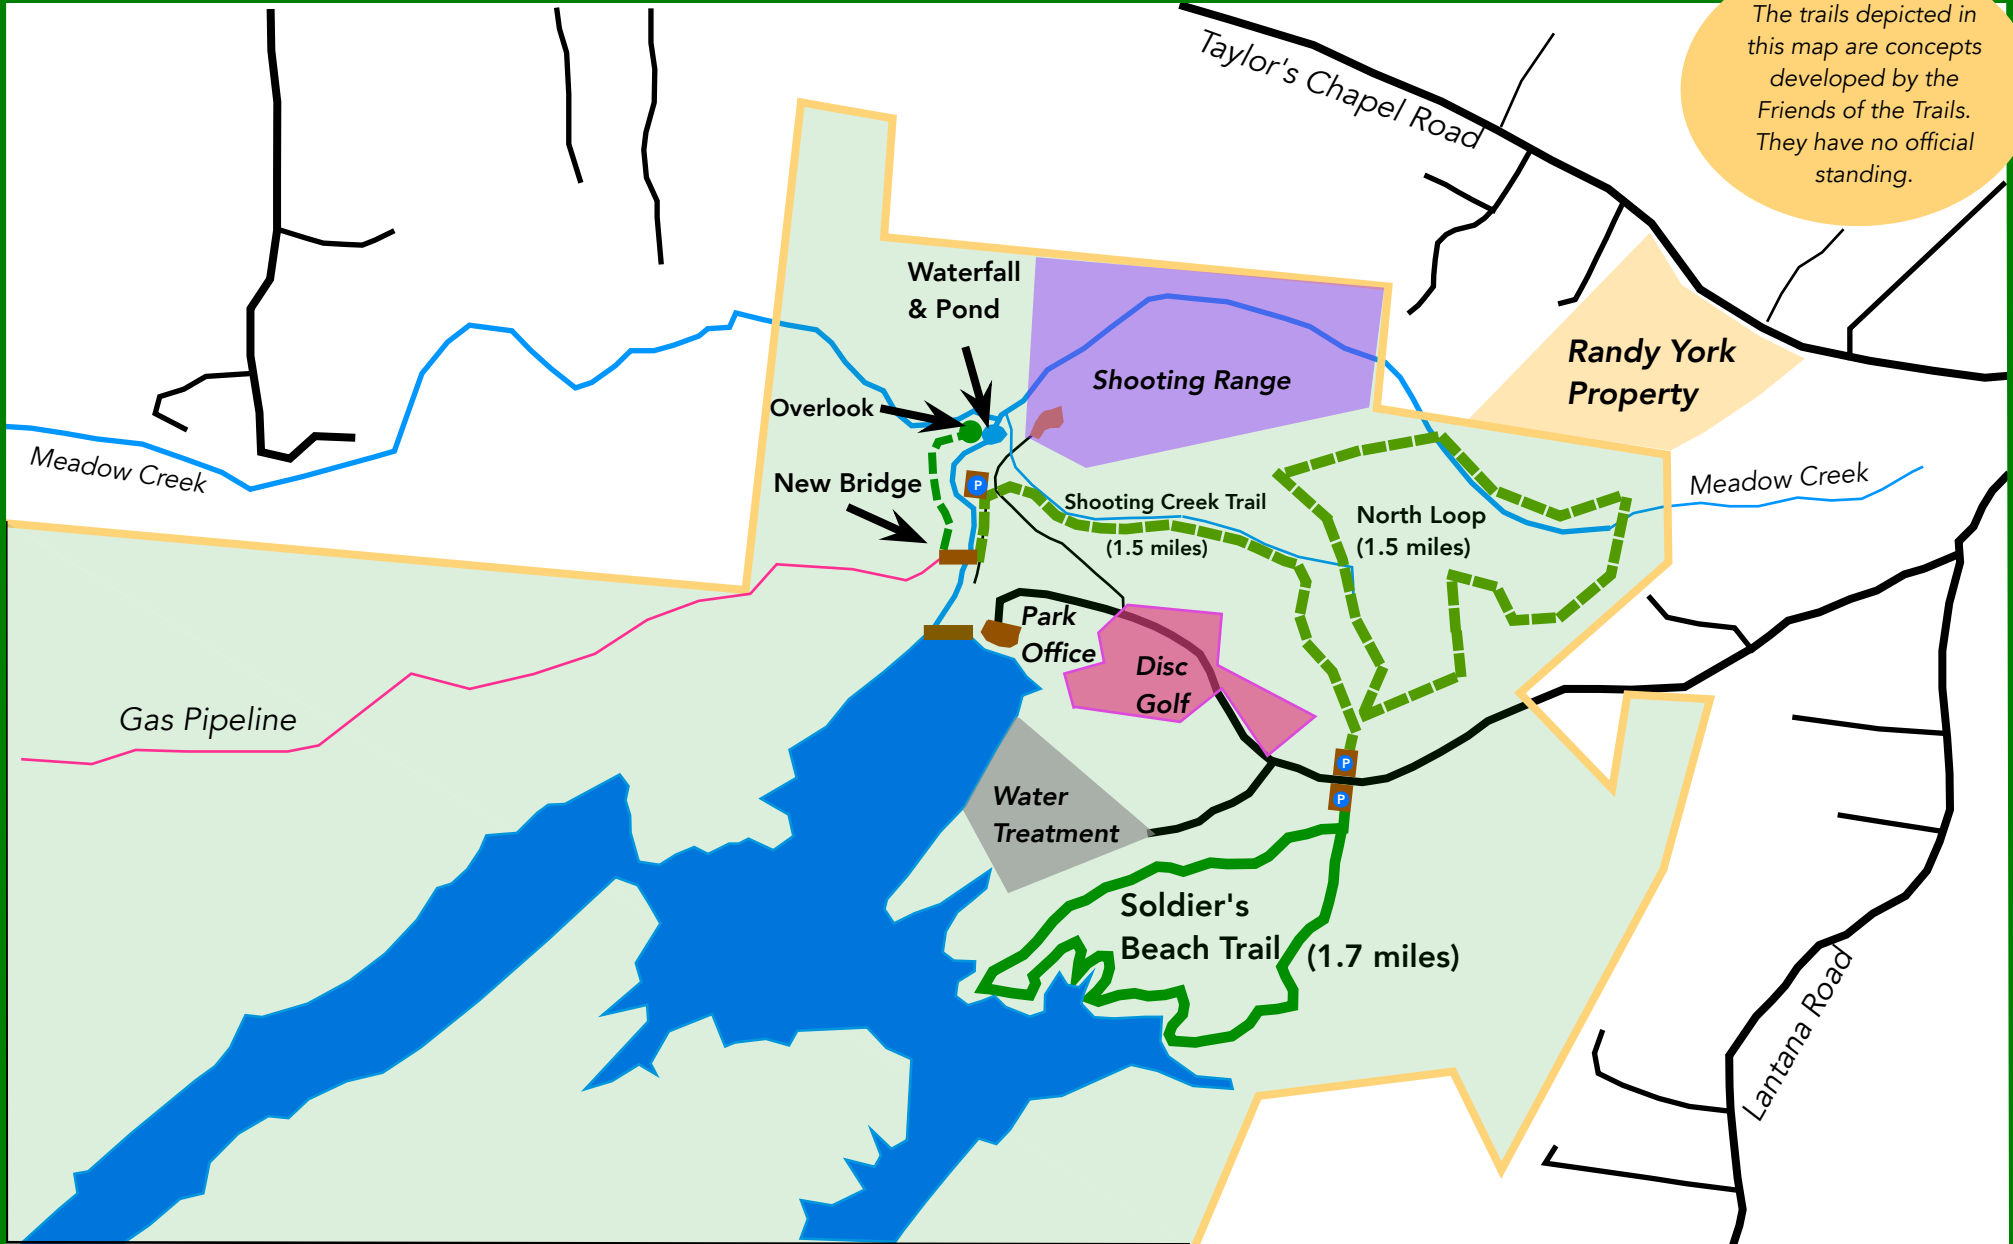 The trails depicted in
this map are concepts
developed by the
Friends of the Trails.
They have no official
standing.
Taylor's Chapel Road
Waterfall
& Pond
Randy York
Property
Shooting Range
Overlook
Meadow Creek
Meadow Creek
New Bridge
P
Shooting Creek Trail
(1.5 miles)
North Loop
(1.5 miles)
Park
Office
Disc
Golf
Gas Pipeline
P
P
Water
Treatment
Soldier's
Beach Trail
(1.7 miles)
Lantana Road